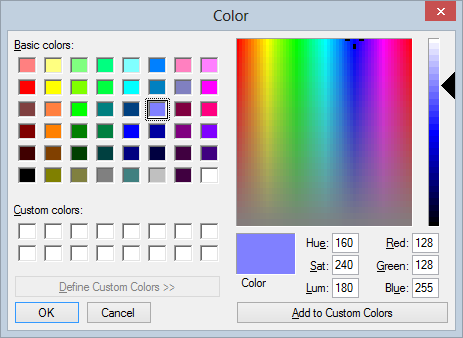 Color
Basic colors:
Custom colors:
Define Custom Colors >>
OK Cancel
Color
Hue: 160 Red: 128
Sat: 240 Green: 128
Lum: 180 Blue: 255
Add to Custom Colors